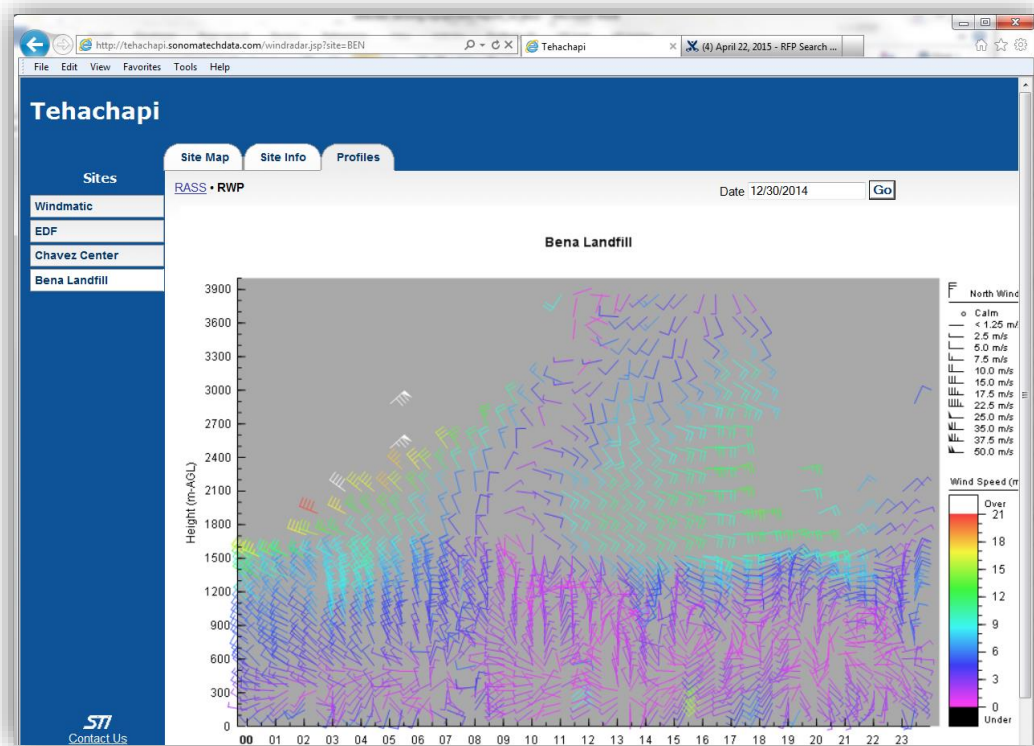 http://tehachapi.sonomatechdata.com/windradar.jsp?site=BEN
Tehachapi
(4) April 22, 2015 - RFP Search ...
File Edit View Favorites Tools Help
Tehachapi
Site Map Site Info Profiles
Sites
RASS • RWP
Date 12/30/2014 Go
Windmatic
EDF
Chavez Center
Bena Landfill
Bena Landfill
Height (m-AGL)
3900
3600
3300
3000
2700
2400
2100
1800
1500
1200
900
600
300
0
00 01 02 03 04 05 06 07 08 09 10 11 12 13 14 15 16 17 18 19 20 21 22 23
North Wind
Calm
< 1.25 m/
2.5 m/s
5.0 m/s
7.5 m/s
10.0 m/s
15.0 m/s
17.5 m/s
22.5 m/s
25.0 m/s
35.0 m/s
37.5 m/s
50.0 m/s
Wind Speed (m
Over
21
18
15
12
9
6
3
0
Under
STI
Contact Us